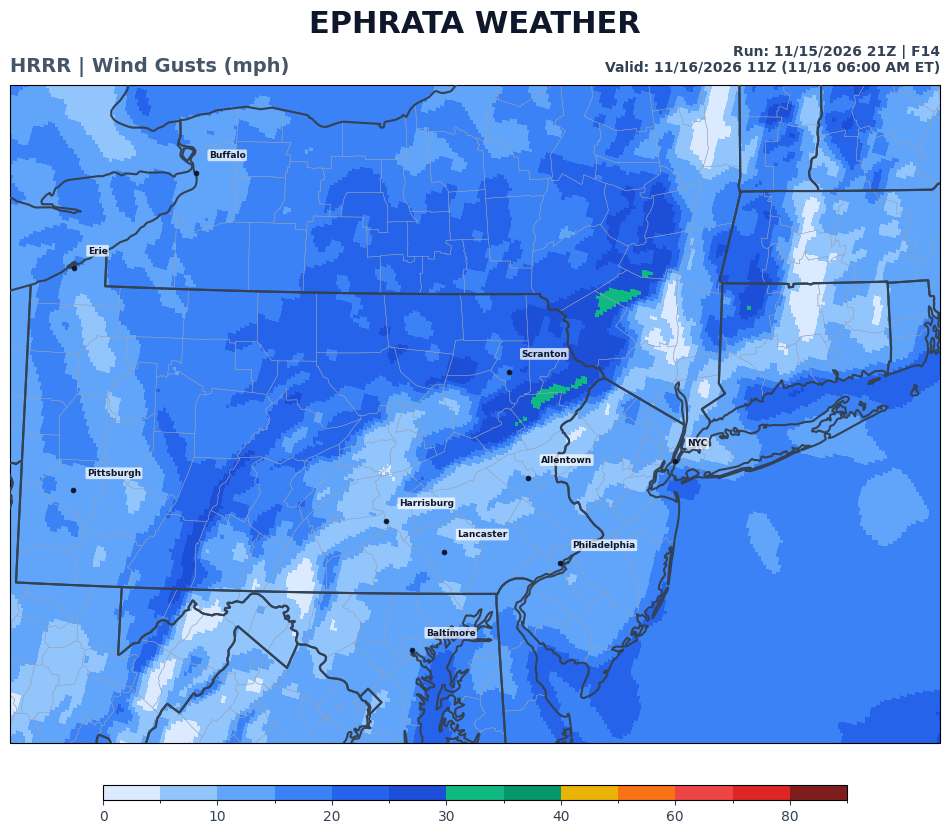 EPHRATA WEATHER
HRRR | Wind Gusts (mph)
Run: 11/15/2026 21Z | F14
Valid: 11/16/2026 11Z (11/16 06:00 AM ET)
Buffalo
Erie
Scranton
NYC
Allentown
Pittsburgh
Harrisburg
Lancaster
Philadelphia
Baltimore
0 10 20 30 40 50 60 70 80